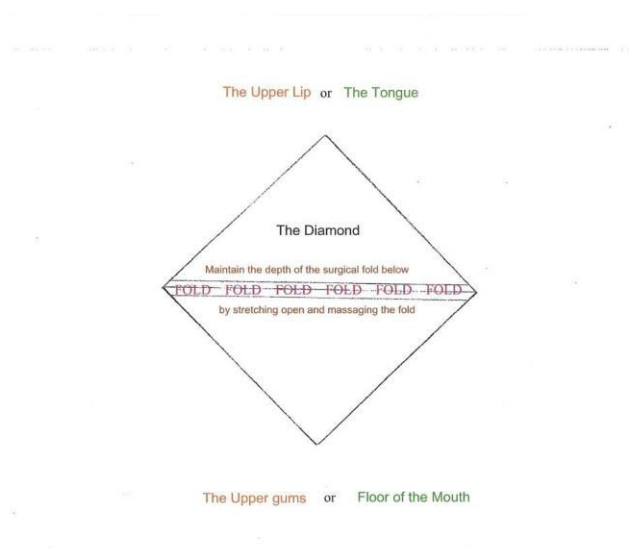 The Upper Lip or The Tongue
The Diamond
Maintain the depth of the surgical fold below
FOLD FOLD FOLD FOLD FOLD FOLD
by stretching open and massaging the fold
The Upper gums or Floor of the Mouth